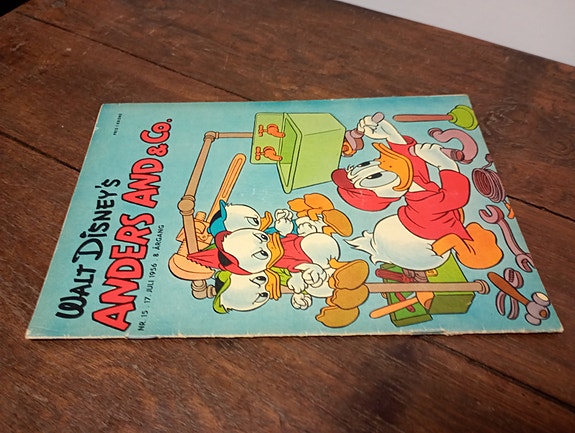 WALT DISNEY'S
ANDERS AND & CO.
NR. 15 17. JULI 1956 8. ÅRGANG